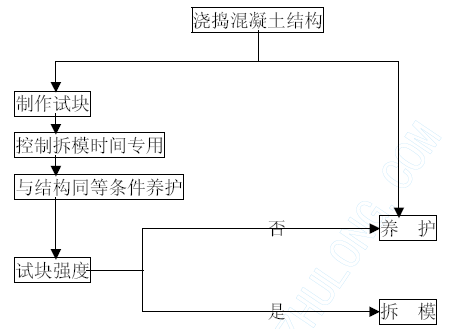 浇捣混凝土结构
制作试块
控制拆模时间专用
与结构同等条件养护
否
养 护
试块强度
是
拆 模
ZHULONG.COM